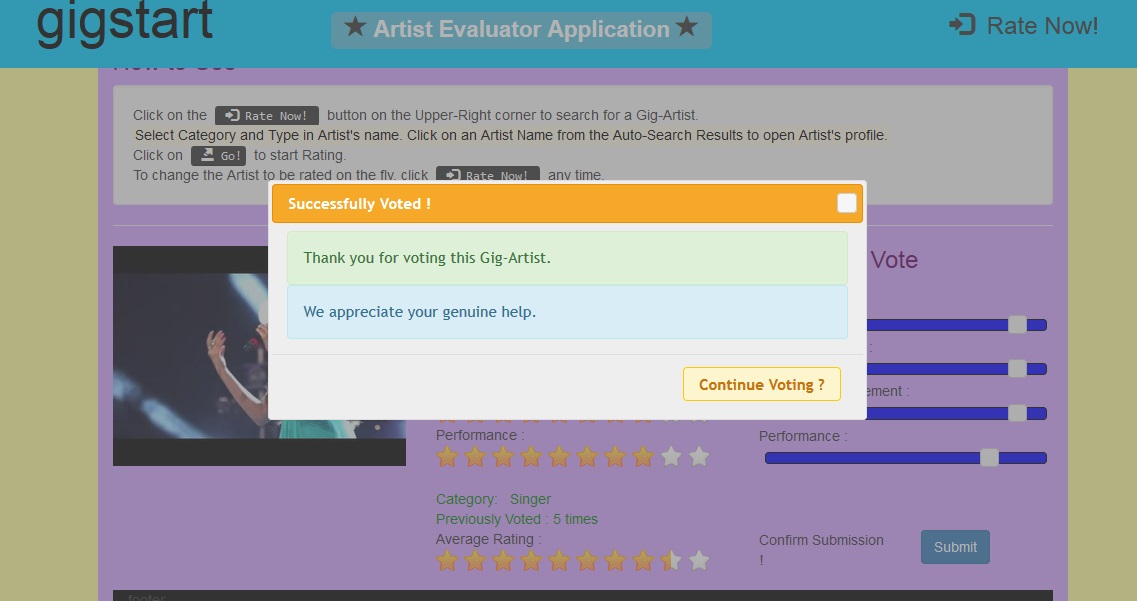 gigstart
★ Artist Evaluator Application ★
Rate Now!
How to Use
Click on the Rate Now! button on the Upper-Right corner to search for a Gig-Artist.
Select Category and Type in Artist's name. Click on an Artist Name from the Auto-Search Results to open Artist's profile.
Click on Go! to start Rating.
To change the Artist to be rated on the fly, click Rate Now! any time.
Successfully Voted !
Thank you for voting this Gig-Artist.
We appreciate your genuine help.
Continue Voting ?
Vote
:
ement :
Performance :
Performance :
Category: Singer
Previously Voted : 5 times
Average Rating :
Confirm Submission
!
Submit
footer